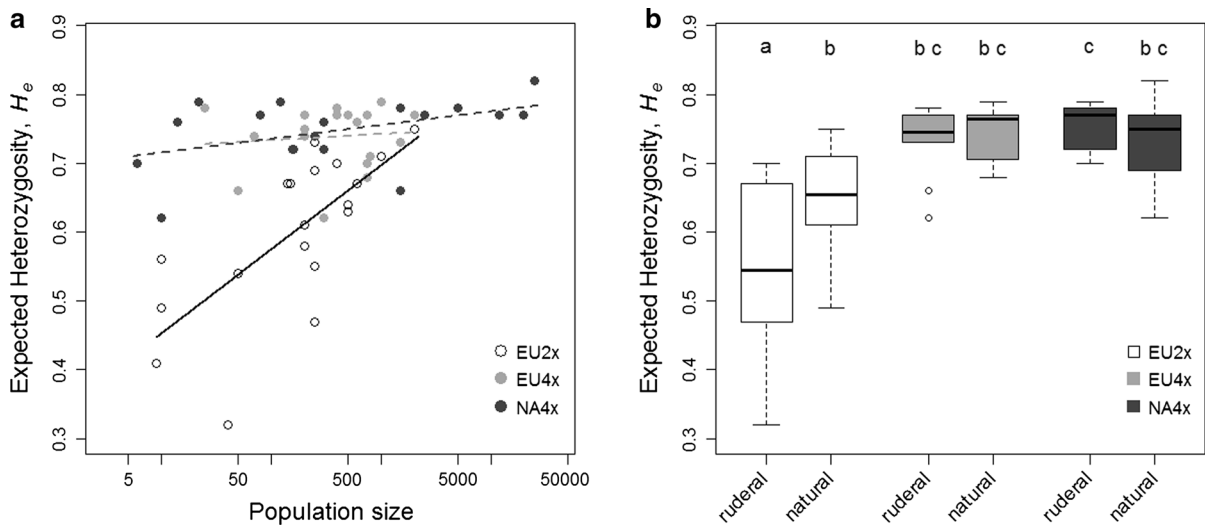 a
Expected Heterozygosity, He
0.9
0.8
0.7
0.6
0.5
0.4
0.3
EU2x
EU4x
NA4x
5
50
500
5000
50000
Population size
b
Expected Heterozygosity, He
0.9
0.8
0.7
0.6
0.5
0.4
0.3
a
b
b c
b c
c
b c
EU2x
EU4x
NA4x
ruderal
natural
ruderal
natural
ruderal
natural